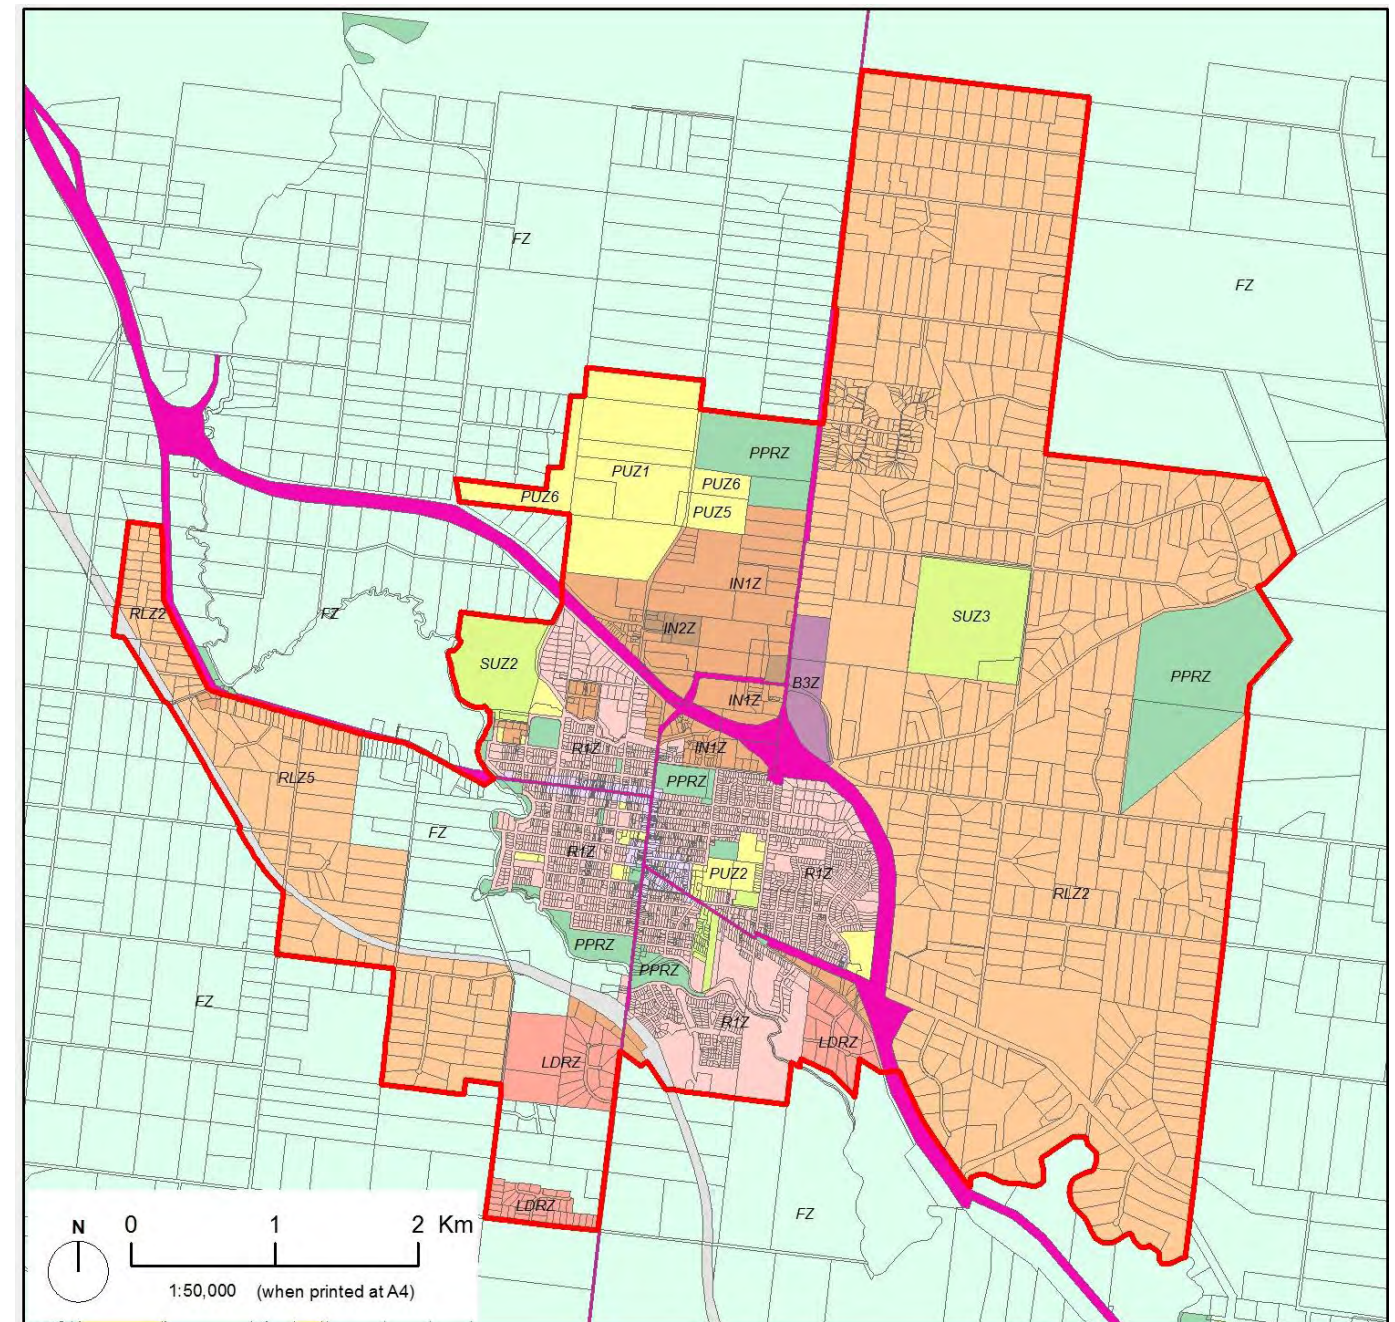 FZ
FZ
PPRZ
PUZ1
PUZ6
PUZ6
PUZ5
IN1Z
RLZ2
FZ
IN2Z
SUZ3
SUZ2
PPRZ
B3Z
IN1Z
R1Z
IN1Z
RLZ5
PPRZ
FZ
R1Z
PUZ2
R1Z
RLZ2
PPRZ
PPRZ
FZ
R1Z
LDRZ
LDRZ
LDRZ
FZ
N 0 1 2 Km
1:50,000 (when printed at A4)